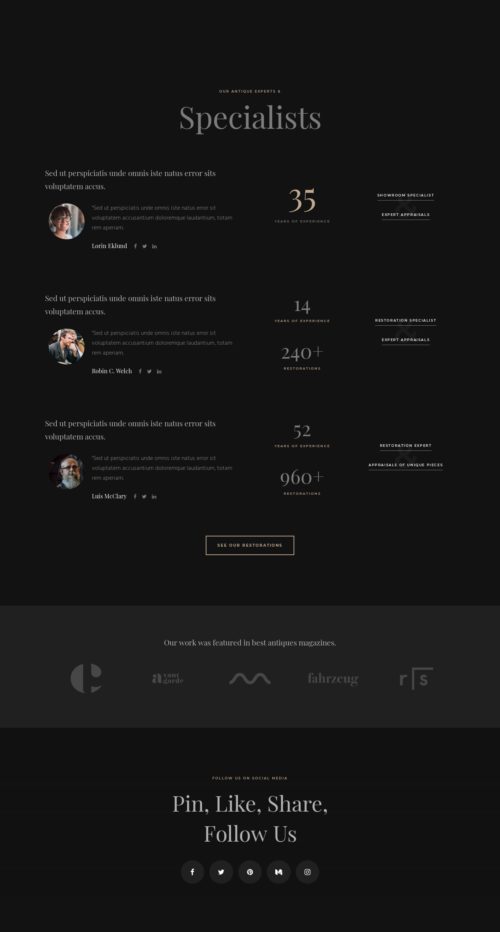 OUR ANTIQUE EXPERTS &
Specialists
Sed ut perspiciatis unde omnis iste natus error sits
voluptatem accus.
"Sed ut perspiciatis unde omnis iste natus error sit
voluptatem accusantium doloremque laudantium, totam
rem aperiam.
Lorin Eklund
35
YEARS OF EXPERIENCE
SHOWROOM SPECIALIST
&
EXPERT APPRAISALS
Sed ut perspiciatis unde omnis iste natus error sits
voluptatem accus.
"Sed ut perspiciatis unde omnis iste natus error sit
voluptatem accusantium doloremque laudantium, totam
rem aperiam.
Robin C. Welch
14
YEARS OF EXPERIENCE
240+
RESTORATIONS
RESTORATION SPECIALIST
&
EXPERT APPRAISALS
Sed ut perspiciatis unde omnis iste natus error sits
voluptatem accus.
"Sed ut perspiciatis unde omnis iste natus error sit
voluptatem accusantium doloremque laudantium, totam
rem aperiam.
Luis McClary
52
YEARS OF EXPERIENCE
960+
RESTORATIONS
RESTORATION EXPERT
&
APPRAISALS OF UNIQUE PIECES
SEE OUR RESTORATIONS
Our work was featured in best antiques magazines.
avant
garde
fahrzeug
rs
FOLLOW US ON SOCIAL MEDIA
Pin, Like, Share,
Follow Us